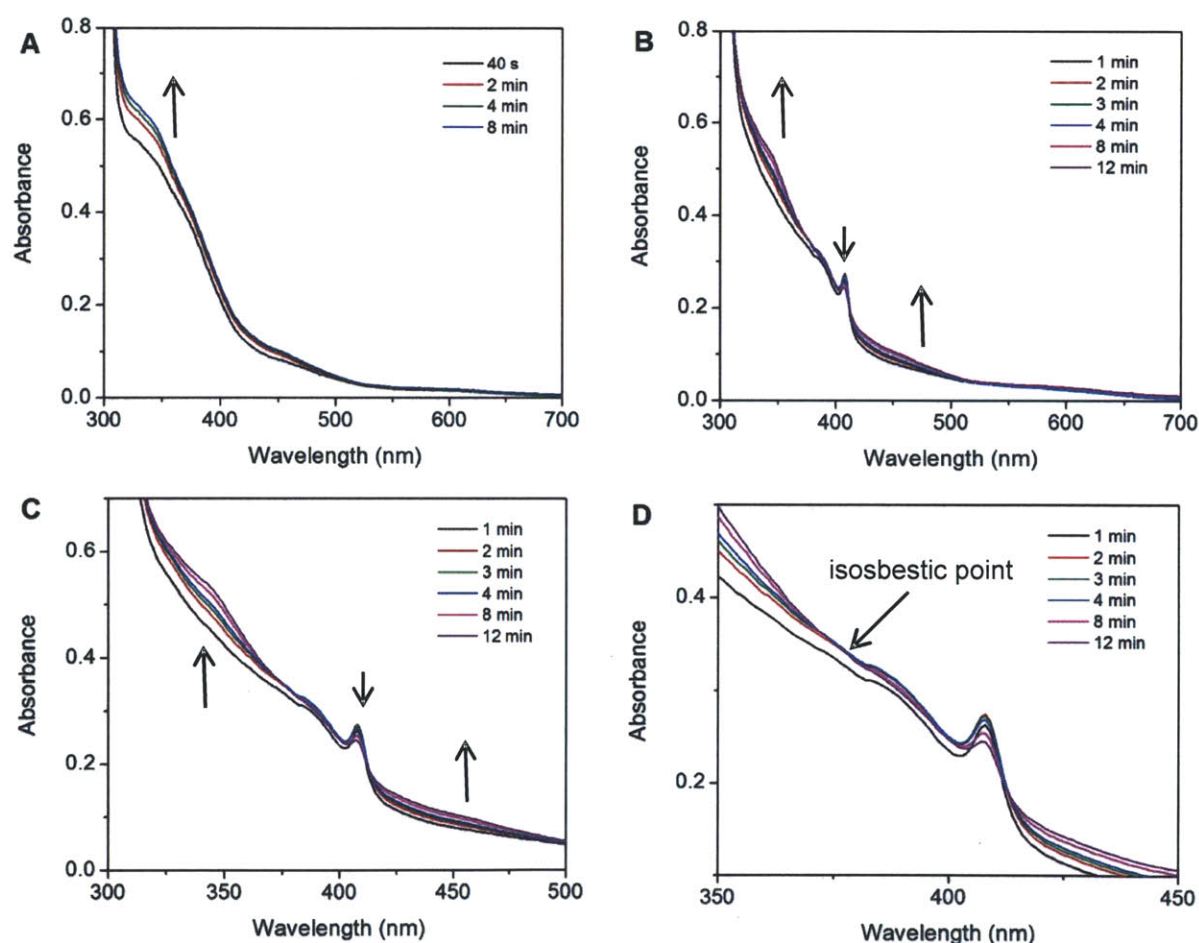 A
0.8
0.6
0.4
0.2
0.0
Absorbance
40 s
2 min
4 min
8 min
300 400 500 600 700
Wavelength (nm)
B
0.8
0.6
0.4
0.2
0.0
Absorbance
1 min
2 min
3 min
4 min
8 min
12 min
300 400 500 600 700
Wavelength (nm)
C
0.6
0.4
0.2
0.0
Absorbance
1 min
2 min
3 min
4 min
8 min
12 min
300 350 400 450 500
Wavelength (nm)
D
0.4
0.2
Absorbance
isosbestic point
1 min
2 min
3 min
4 min
8 min
12 min
350 400 450
Wavelength (nm)